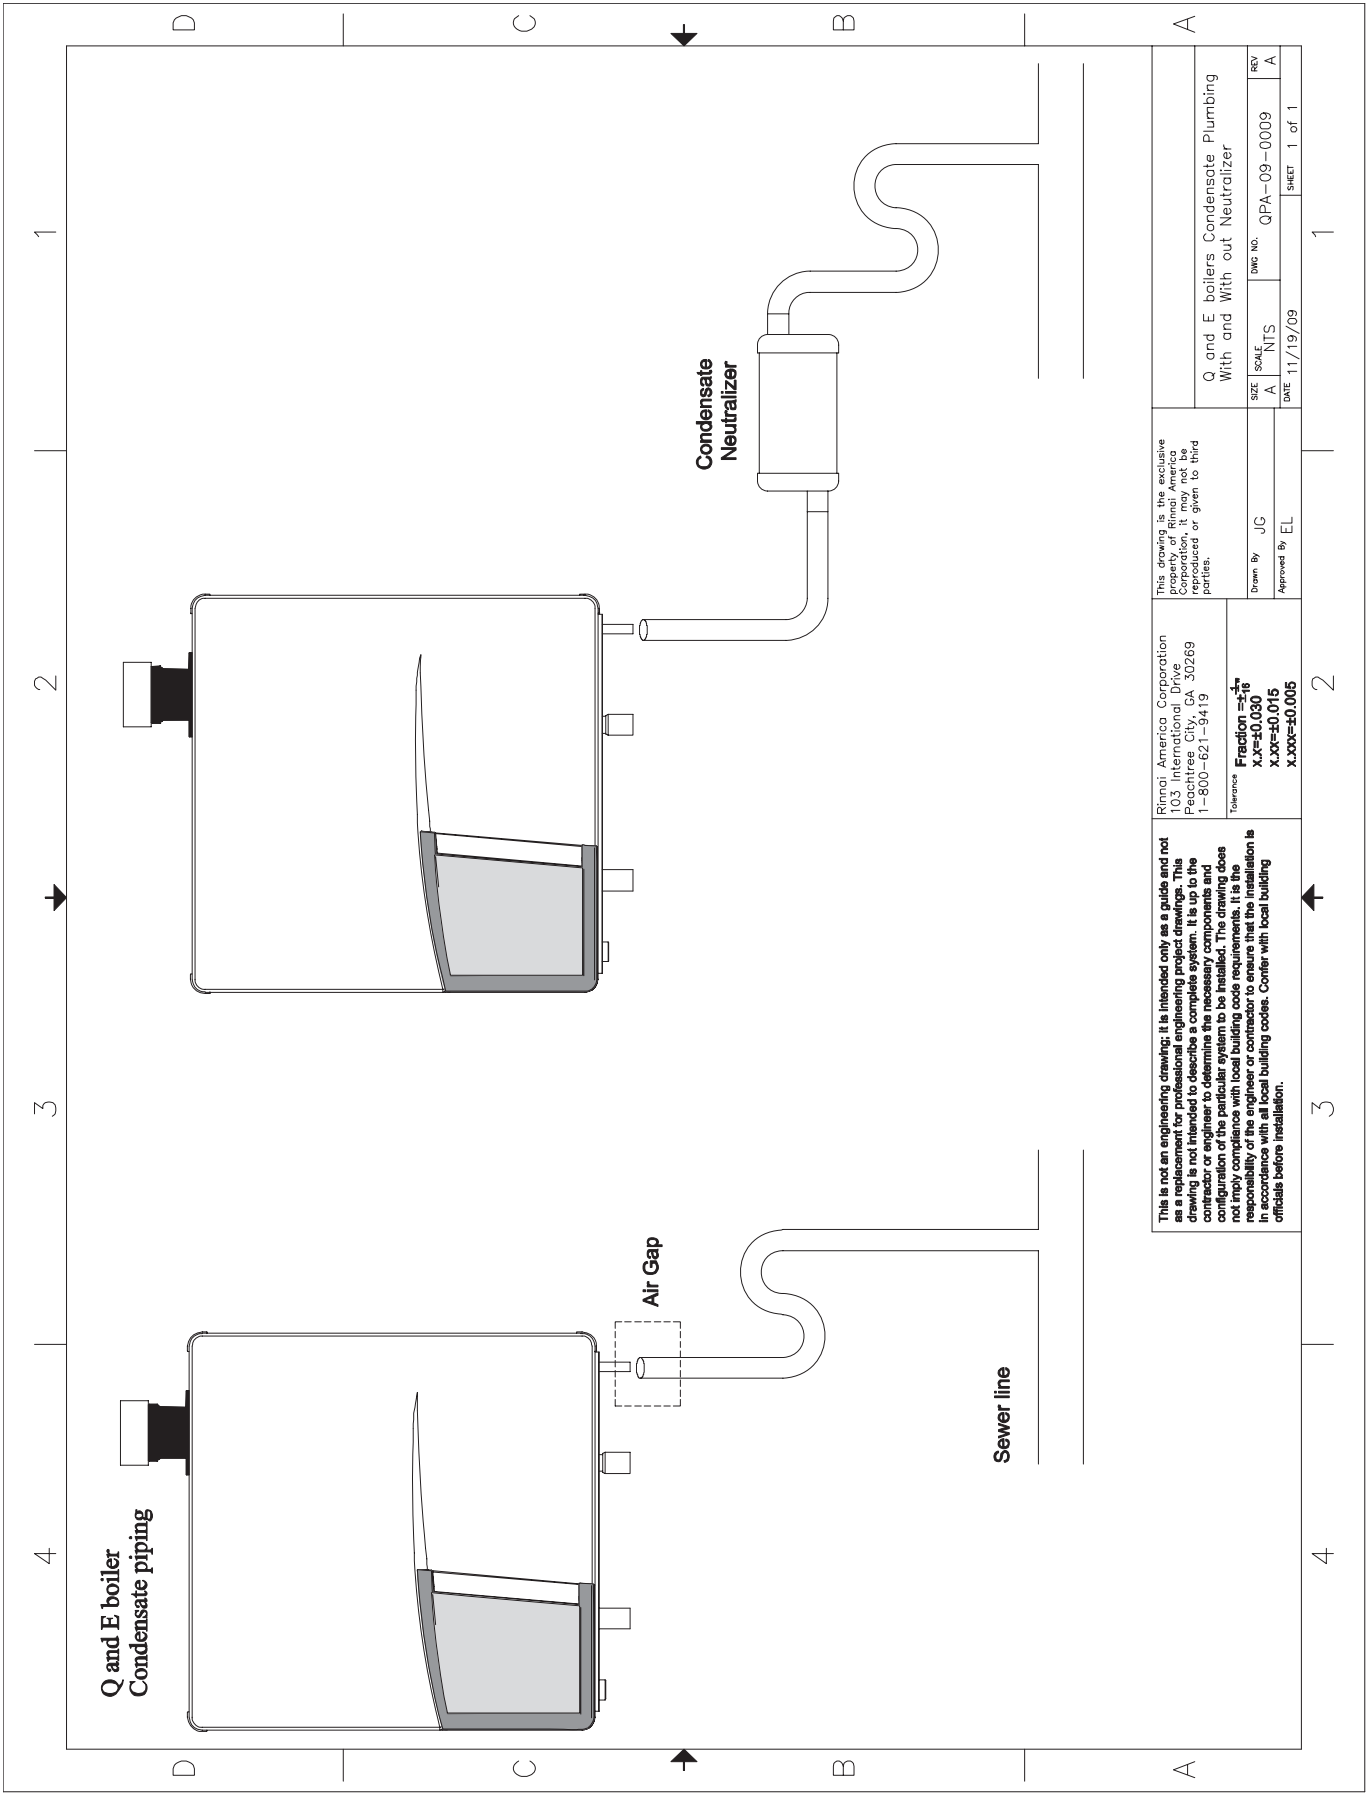 D
C
B
A
4
3
2
1
Q and E boiler
Condensate piping
Air Gap
Condensate
Neutralizer
Sewer line
This is not an engineering drawing; it is intended only as a guide and not
as a replacement for professional engineering project drawings. This
drawing is not intended to describe a complete system. It is up to the
contractor or engineer to determine the necessary components and
configuration of the particular system to be installed. The drawing does
not imply compliance with local building code requirements. It is the
responsibility of the engineer or contractor to ensure that the installation is
in accordance with all local building codes. Confer with local building
officials before installation.
Rinnai America Corporation
103 International Drive
Peachtree City, GA 30269
1-800-621-9419
Tolerance
Fraction =±1/16"
X.X=±0.030
X.XX=±0.015
X.XXX=±0.005
This drawing is the exclusive
property of Rinnai America
Corporation, it may not be
reproduced or given to third
parties.
Drawn By JG
Approved By EL
Q and E boilers Condensate Plumbing
With and With out Neutralizer
SIZE A
SCALE NTS
DWG NO. QPA-09-0009
REV A
DATE 11/19/09
SHEET 1 of 1
4
3
2
1
D
C
B
A